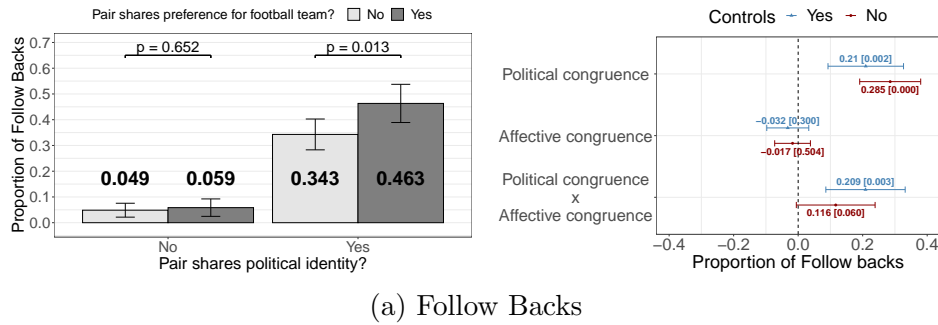 Pair shares preference for football team? No Yes
0.7
0.6
0.5
0.4
0.3
0.2
0.1
0.0
Proportion of Follow Backs
p = 0.652
p = 0.013
0.049
0.059
0.343
0.463
No
Yes
Pair shares political identity?
Controls Yes No
Political congruence
Affective congruence
Political congruence
x
Affective congruence
0.21 [0.002]
0.285 [0.000]
−0.032 [0.300]
−0.017 [0.504]
0.209 [0.003]
0.116 [0.060]
−0.4 −0.2 0.0 0.2 0.4
Proportion of Follow backs
(a) Follow Backs